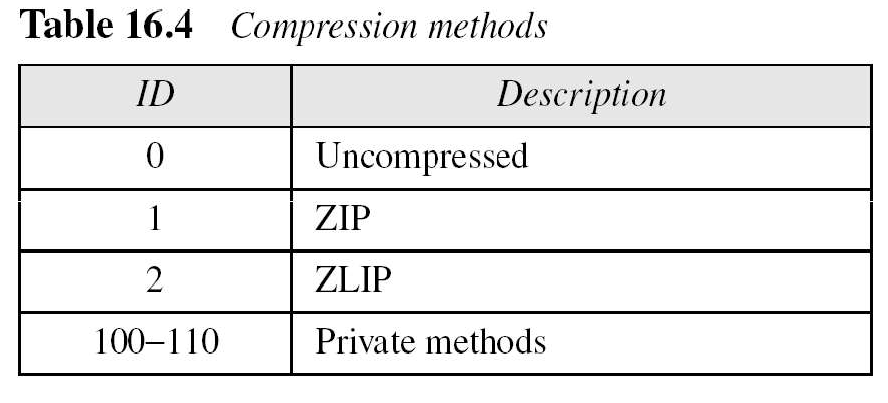 Table 16.4 Compression methods
ID Description
0 Uncompressed
1 ZIP
2 ZLIP
100–110 Private methods